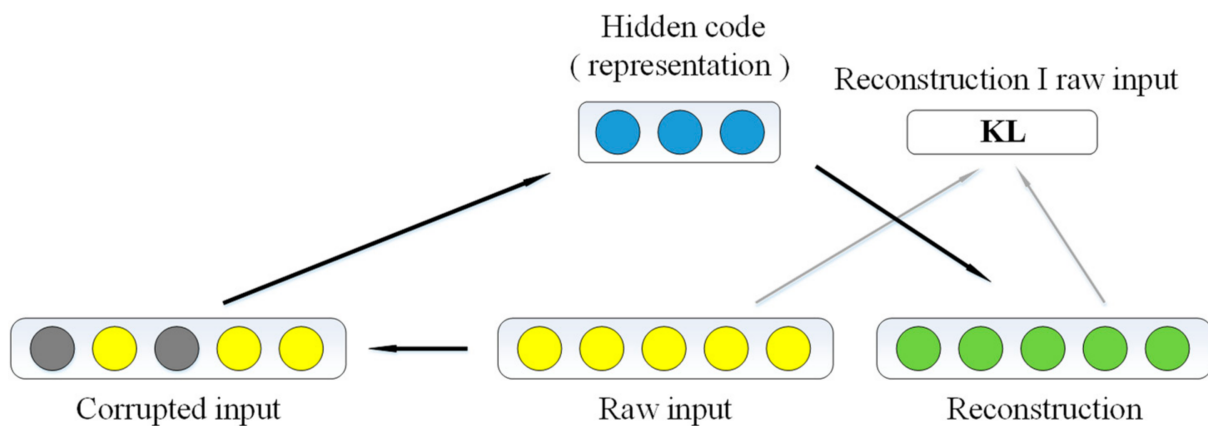 Hidden code
( representation )
Reconstruction I raw input
KL
Corrupted input
Raw input
Reconstruction